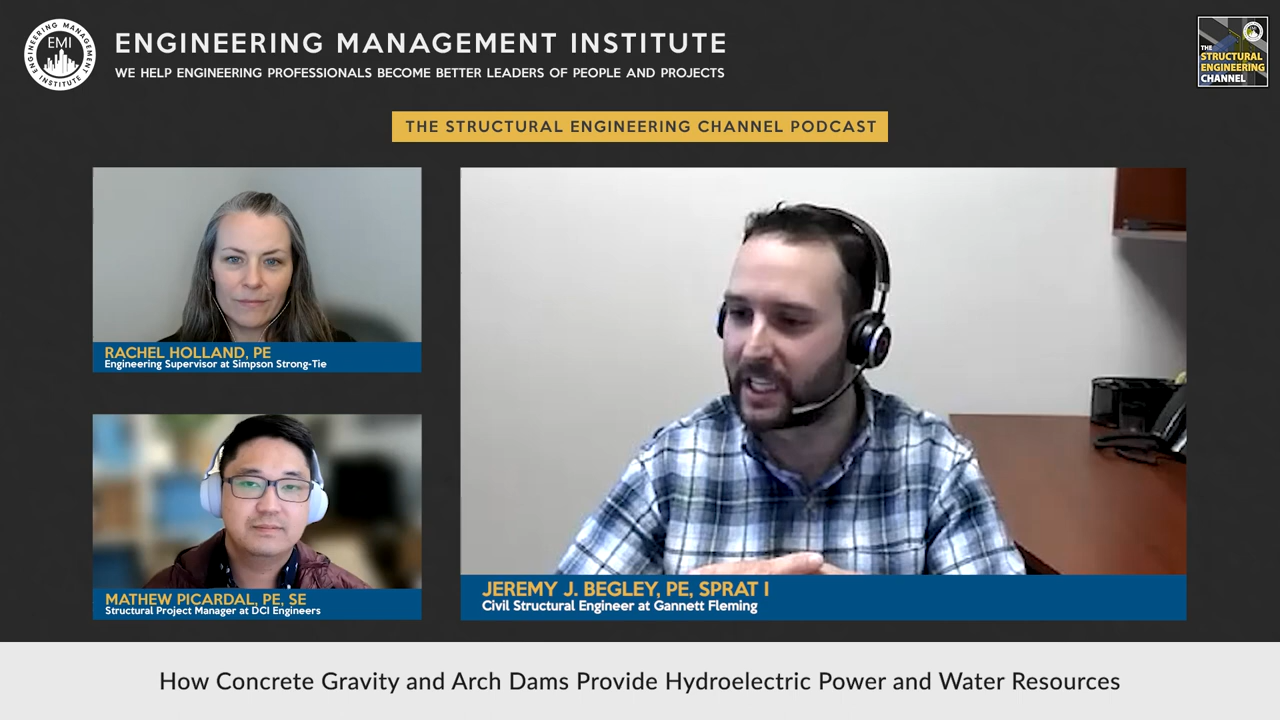 ENGINEERING MANAGEMENT INSTITUTE
EMI
ENGINEERING MANAGEMENT INSTITUTE
WE HELP ENGINEERING PROFESSIONALS BECOME BETTER LEADERS OF PEOPLE AND PROJECTS
THE
STRUCTURAL
ENGINEERING
CHANNEL
THE STRUCTURAL ENGINEERING CHANNEL PODCAST
RACHEL HOLLAND, PE
Engineering Supervisor at Simpson Strong-Tie
MATHEW PICARDAL, PE, SE
Structural Project Manager at DCI Engineers
JEREMY J. BEGLEY, PE, SPRAT I
Civil Structural Engineer at Gannett Fleming
How Concrete Gravity and Arch Dams Provide Hydroelectric Power and Water Resources